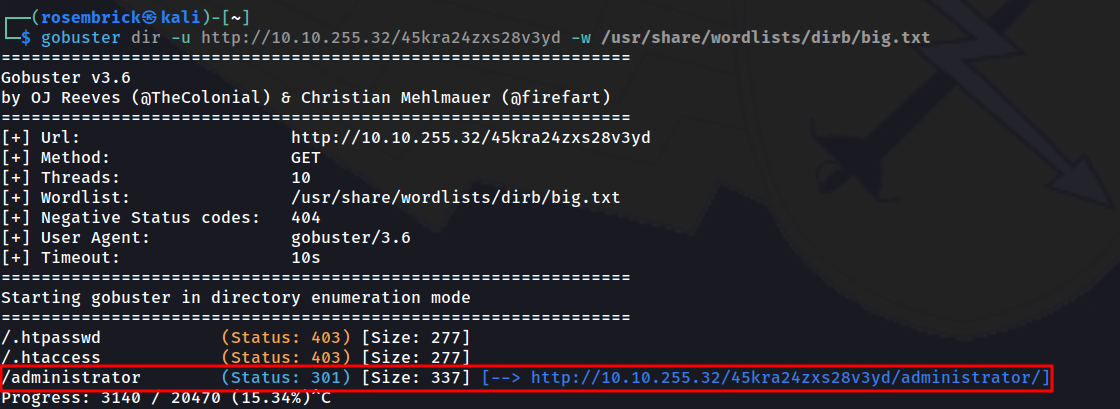 ┌──(rosembrick㉿kali)-[~]
└─$ gobuster dir -u http://10.10.255.32/45kra24zxs28v3yd -w /usr/share/wordlists/dirb/big.txt
===============================================================
Gobuster v3.6
by OJ Reeves (@TheColonial) & Christian Mehlmauer (@firefart)
===============================================================
[+] Url:                     http://10.10.255.32/45kra24zxs28v3yd
[+] Method:                  GET
[+] Threads:                 10
[+] Wordlist:                /usr/share/wordlists/dirb/big.txt
[+] Negative Status codes:   404
[+] User Agent:              gobuster/3.6
[+] Timeout:                 10s
===============================================================
Starting gobuster in directory enumeration mode
===============================================================
/.htpasswd            (Status: 403) [Size: 277]
/.htaccess            (Status: 403) [Size: 277]
/administrator        (Status: 301) [Size: 337] [--> http://10.10.255.32/45kra24zxs28v3yd/administrator/]
Progress: 3140 / 20470 (15.34%)^C